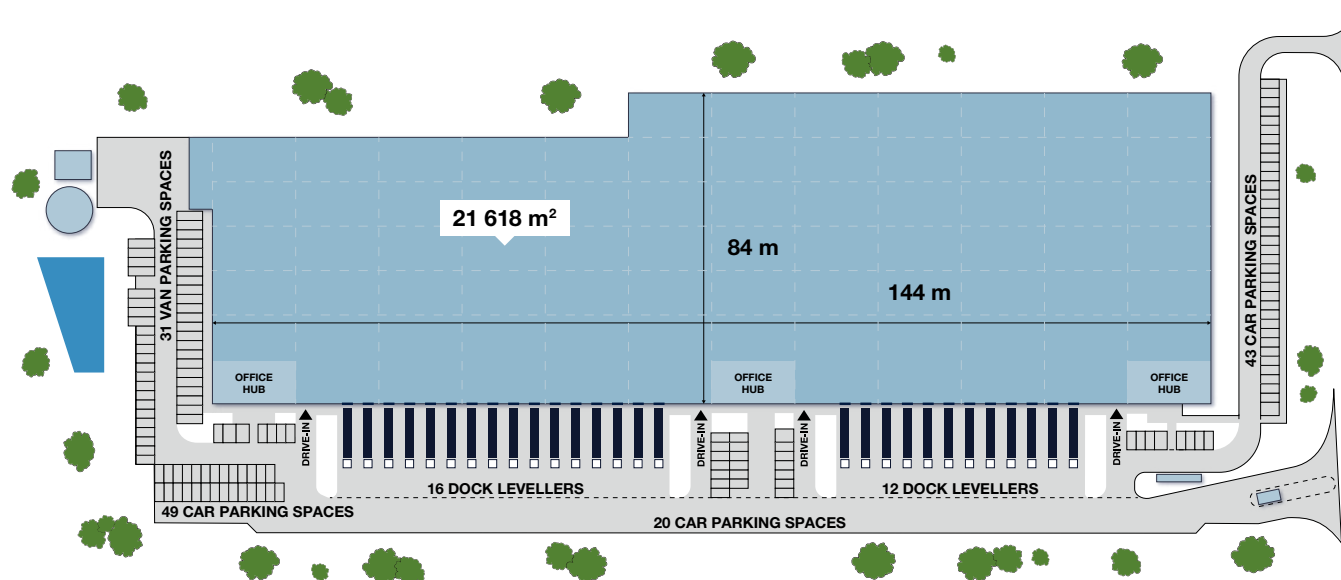 31 VAN PARKING SPACES
21 618 m²
84 m
144 m
43 CAR PARKING SPACES
OFFICE
HUB
OFFICE
HUB
OFFICE
HUB
DRIVE-IN
DRIVE-IN
DRIVE-IN
DRIVE-IN
16 DOCK LEVELLERS
12 DOCK LEVELLERS
49 CAR PARKING SPACES
20 CAR PARKING SPACES